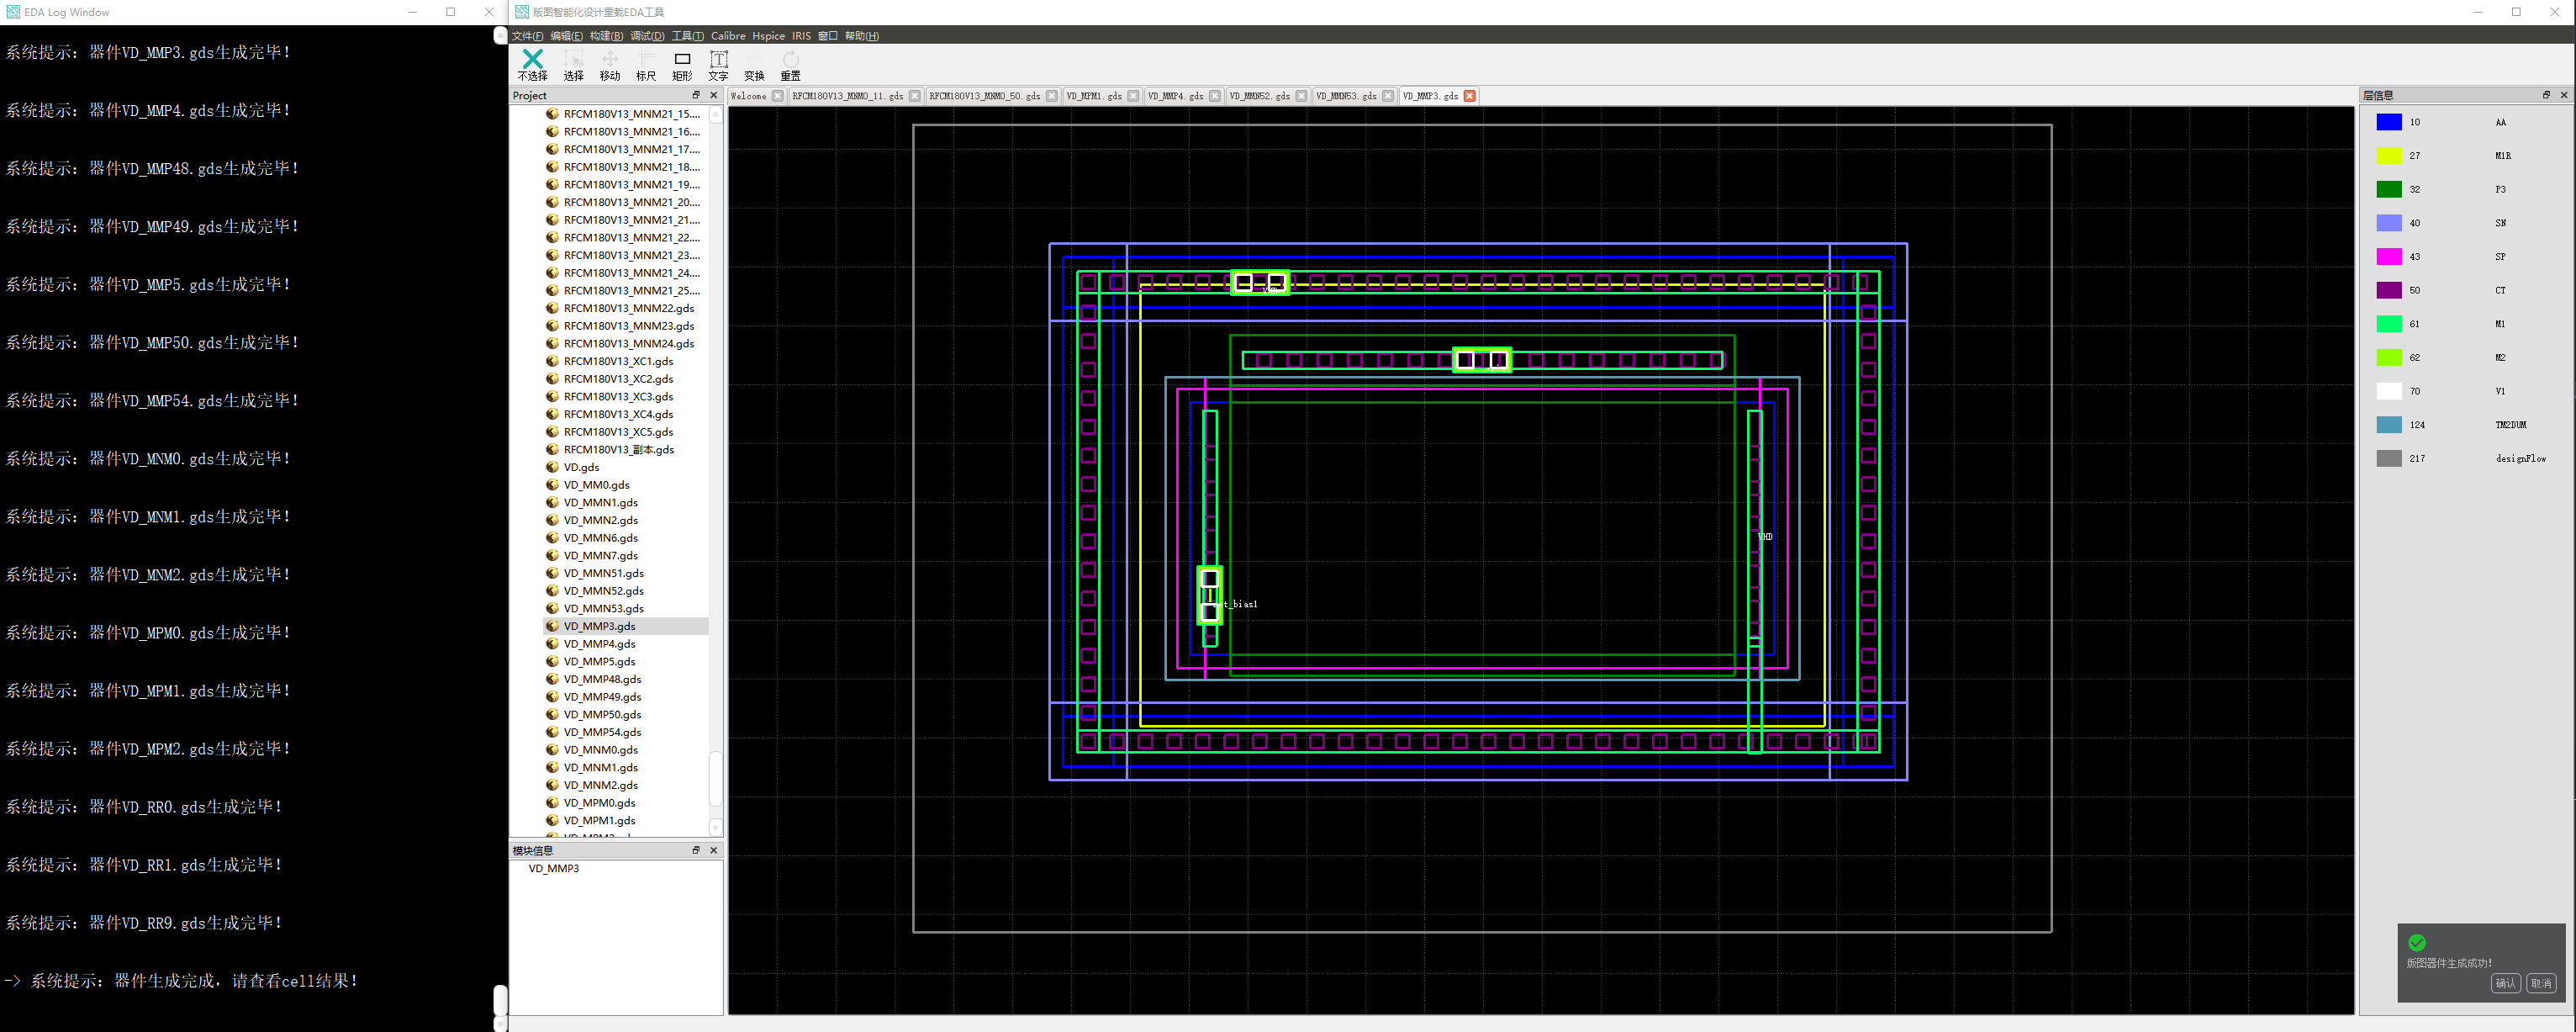 EDA Log Window
系统提示：器件VD_MMP3.gds生成完毕！
系统提示：器件VD_MMP4.gds生成完毕！
系统提示：器件VD_MMP48.gds生成完毕！
系统提示：器件VD_MMP49.gds生成完毕！
系统提示：器件VD_MMP5.gds生成完毕！
系统提示：器件VD_MMP50.gds生成完毕！
系统提示：器件VD_MMP54.gds生成完毕！
系统提示：器件VD_MNM0.gds生成完毕！
系统提示：器件VD_MNM1.gds生成完毕！
系统提示：器件VD_MNM2.gds生成完毕！
系统提示：器件VD_MPM0.gds生成完毕！
系统提示：器件VD_MPM1.gds生成完毕！
系统提示：器件VD_MPM2.gds生成完毕！
系统提示：器件VD_RR0.gds生成完毕！
系统提示：器件VD_RR1.gds生成完毕！
系统提示：器件VD_RR9.gds生成完毕！
-> 系统提示：器件生成完成，请查看cell结果！
版图智能化设计重载EDA工具
文件(F) 编辑(E) 构建(B) 调试(D) 工具(T) Calibre Hspice IRIS 窗口 帮助(H)
不选择 选择 移动 标尺 矩形 文字 变换 重置
Project
RFCM180V13_MNM21_15....
RFCM180V13_MNM21_16....
RFCM180V13_MNM21_17....
RFCM180V13_MNM21_18....
RFCM180V13_MNM21_19....
RFCM180V13_MNM21_20....
RFCM180V13_MNM21_21....
RFCM180V13_MNM21_22....
RFCM180V13_MNM21_23....
RFCM180V13_MNM21_24....
RFCM180V13_MNM21_25....
RFCM180V13_MNM22.gds
RFCM180V13_MNM23.gds
RFCM180V13_MNM24.gds
RFCM180V13_XC1.gds
RFCM180V13_XC2.gds
RFCM180V13_XC3.gds
RFCM180V13_XC4.gds
RFCM180V13_XC5.gds
RFCM180V13_副本.gds
VD.gds
VD_MM0.gds
VD_MMN1.gds
VD_MMN2.gds
VD_MMN6.gds
VD_MMN7.gds
VD_MMN51.gds
VD_MMN52.gds
VD_MMN53.gds
VD_MMP3.gds
VD_MMP4.gds
VD_MMP5.gds
VD_MMP48.gds
VD_MMP49.gds
VD_MMP50.gds
VD_MMP54.gds
VD_MNM0.gds
VD_MNM1.gds
VD_MNM2.gds
VD_MPM0.gds
VD_MPM1.gds
模块信息
VD_MMP3
Welcome RFCM180V13_MNM0_11.gds RFCM180V13_MNM0_50.gds VD_MPM1.gds VD_MMP4.gds VD_MMN52.gds VD_MMN53.gds VD_MMP3.gds
VHD
层信息
10 AA
27 M1R
32 P3
40 SN
43 SP
50 CT
61 M1
62 M2
70 V1
124 TM2DUM
217 designFlow
版图器件生成成功!
确认 取消